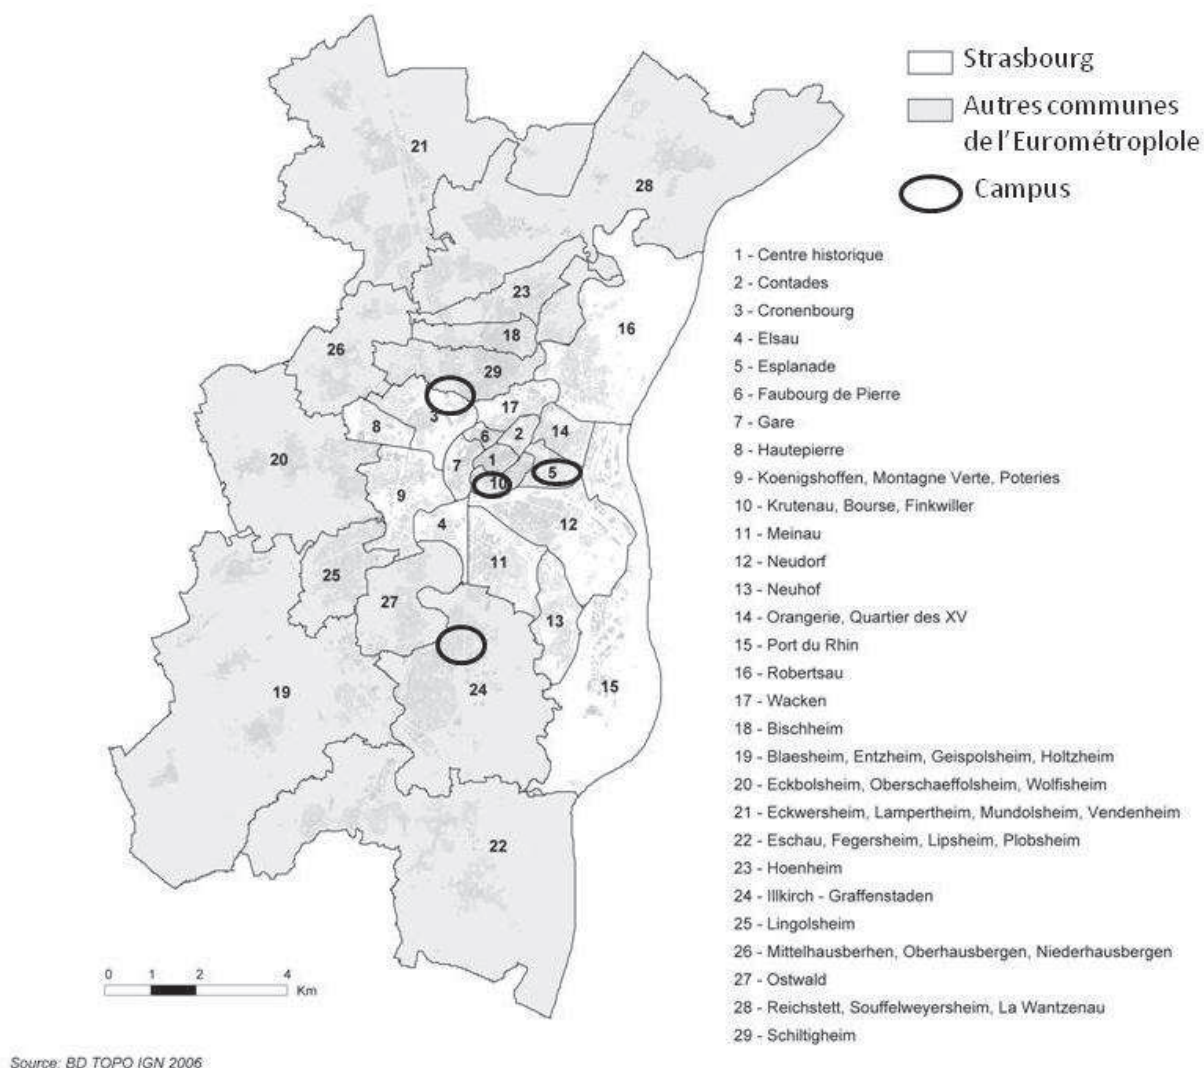 Strasbourg
Autres communes
de l'Eurométroplole
Campus
21
28
23
16
18
26
29
17
3
8
2
14
6
20
7
1
5
10
9
12
4
11
25
27
13
24
15
19
22
1 - Centre historique
2 - Contades
3 - Cronenbourg
4 - Elsau
5 - Esplanade
6 - Faubourg de Pierre
7 - Gare
8 - Hautepierre
9 - Koenigshoffen, Montagne Verte, Poteries
10 - Krutenau, Bourse, Finkwiller
11 - Meinau
12 - Neudorf
13 - Neuhof
14 - Orangerie, Quartier des XV
15 - Port du Rhin
16 - Robertsau
17 - Wacken
18 - Bischheim
19 - Blaesheim, Entzheim, Geispolsheim, Holtzheim
20 - Eckbolsheim, Oberschaeffolsheim, Wolfisheim
21 - Eckwersheim, Lampertheim, Mundolsheim, Vendenheim
22 - Eschau, Fegersheim, Lipsheim, Plobsheim
23 - Hoenheim
24 - Illkirch - Graffenstaden
25 - Lingolsheim
26 - Mittelhausberhen, Oberhausbergen, Niederhausbergen
27 - Ostwald
28 - Reichstett, Souffelweyersheim, La Wantzenau
29 - Schiltigheim
0 1 2 4
Km
Source: BD TOPO IGN 2006